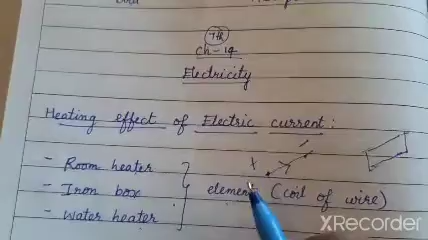 7th
Ch - 14
Electricity
Heating effect of Electric current :
- Room heater
- Iron box
element (coil of wire)
- Water heater
XRecorder